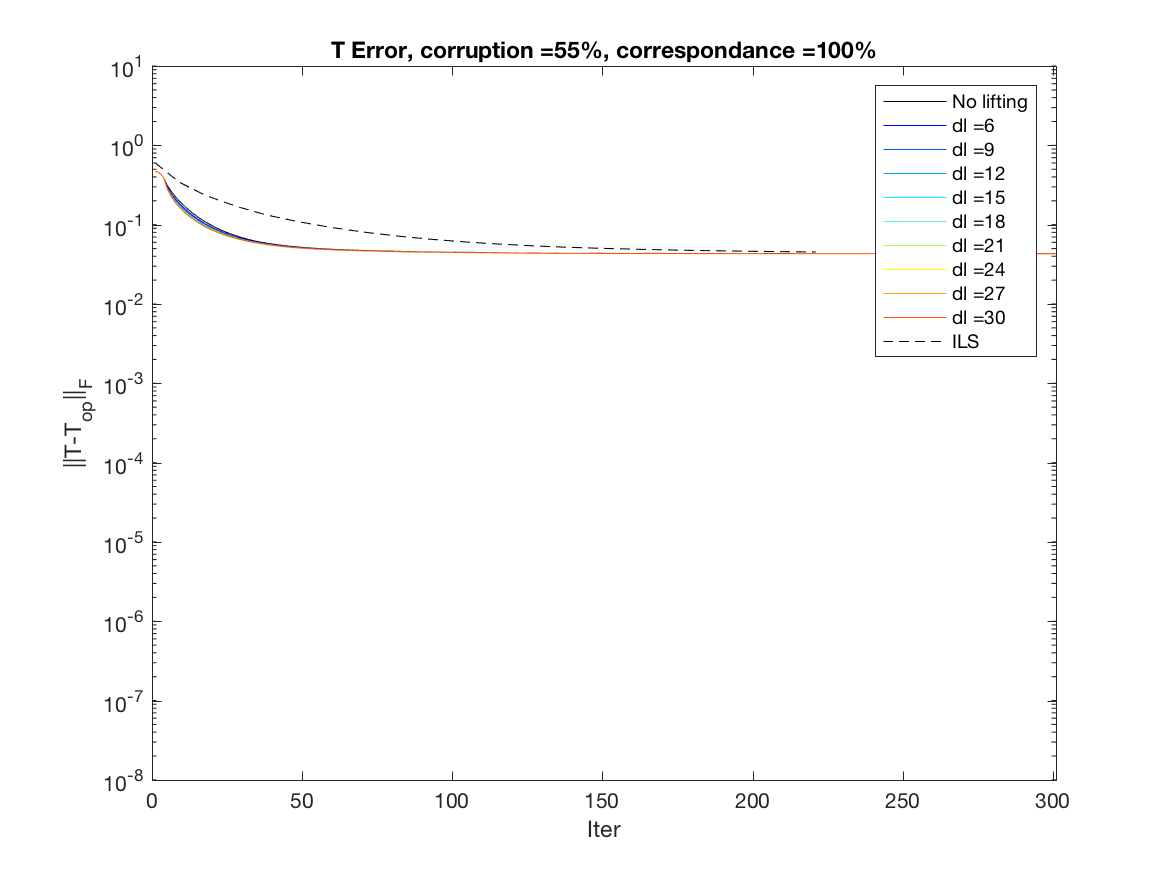 T Error, corruption =55%, correspondance =100%
10^1
10^0
10^-1
10^-2
10^-3
10^-4
10^-5
10^-6
10^-7
10^-8
||T-T_op||_F
No lifting
dl =6
dl =9
dl =12
dl =15
dl =18
dl =21
dl =24
dl =27
dl =30
ILS
0 50 100 150 200 250 300
Iter